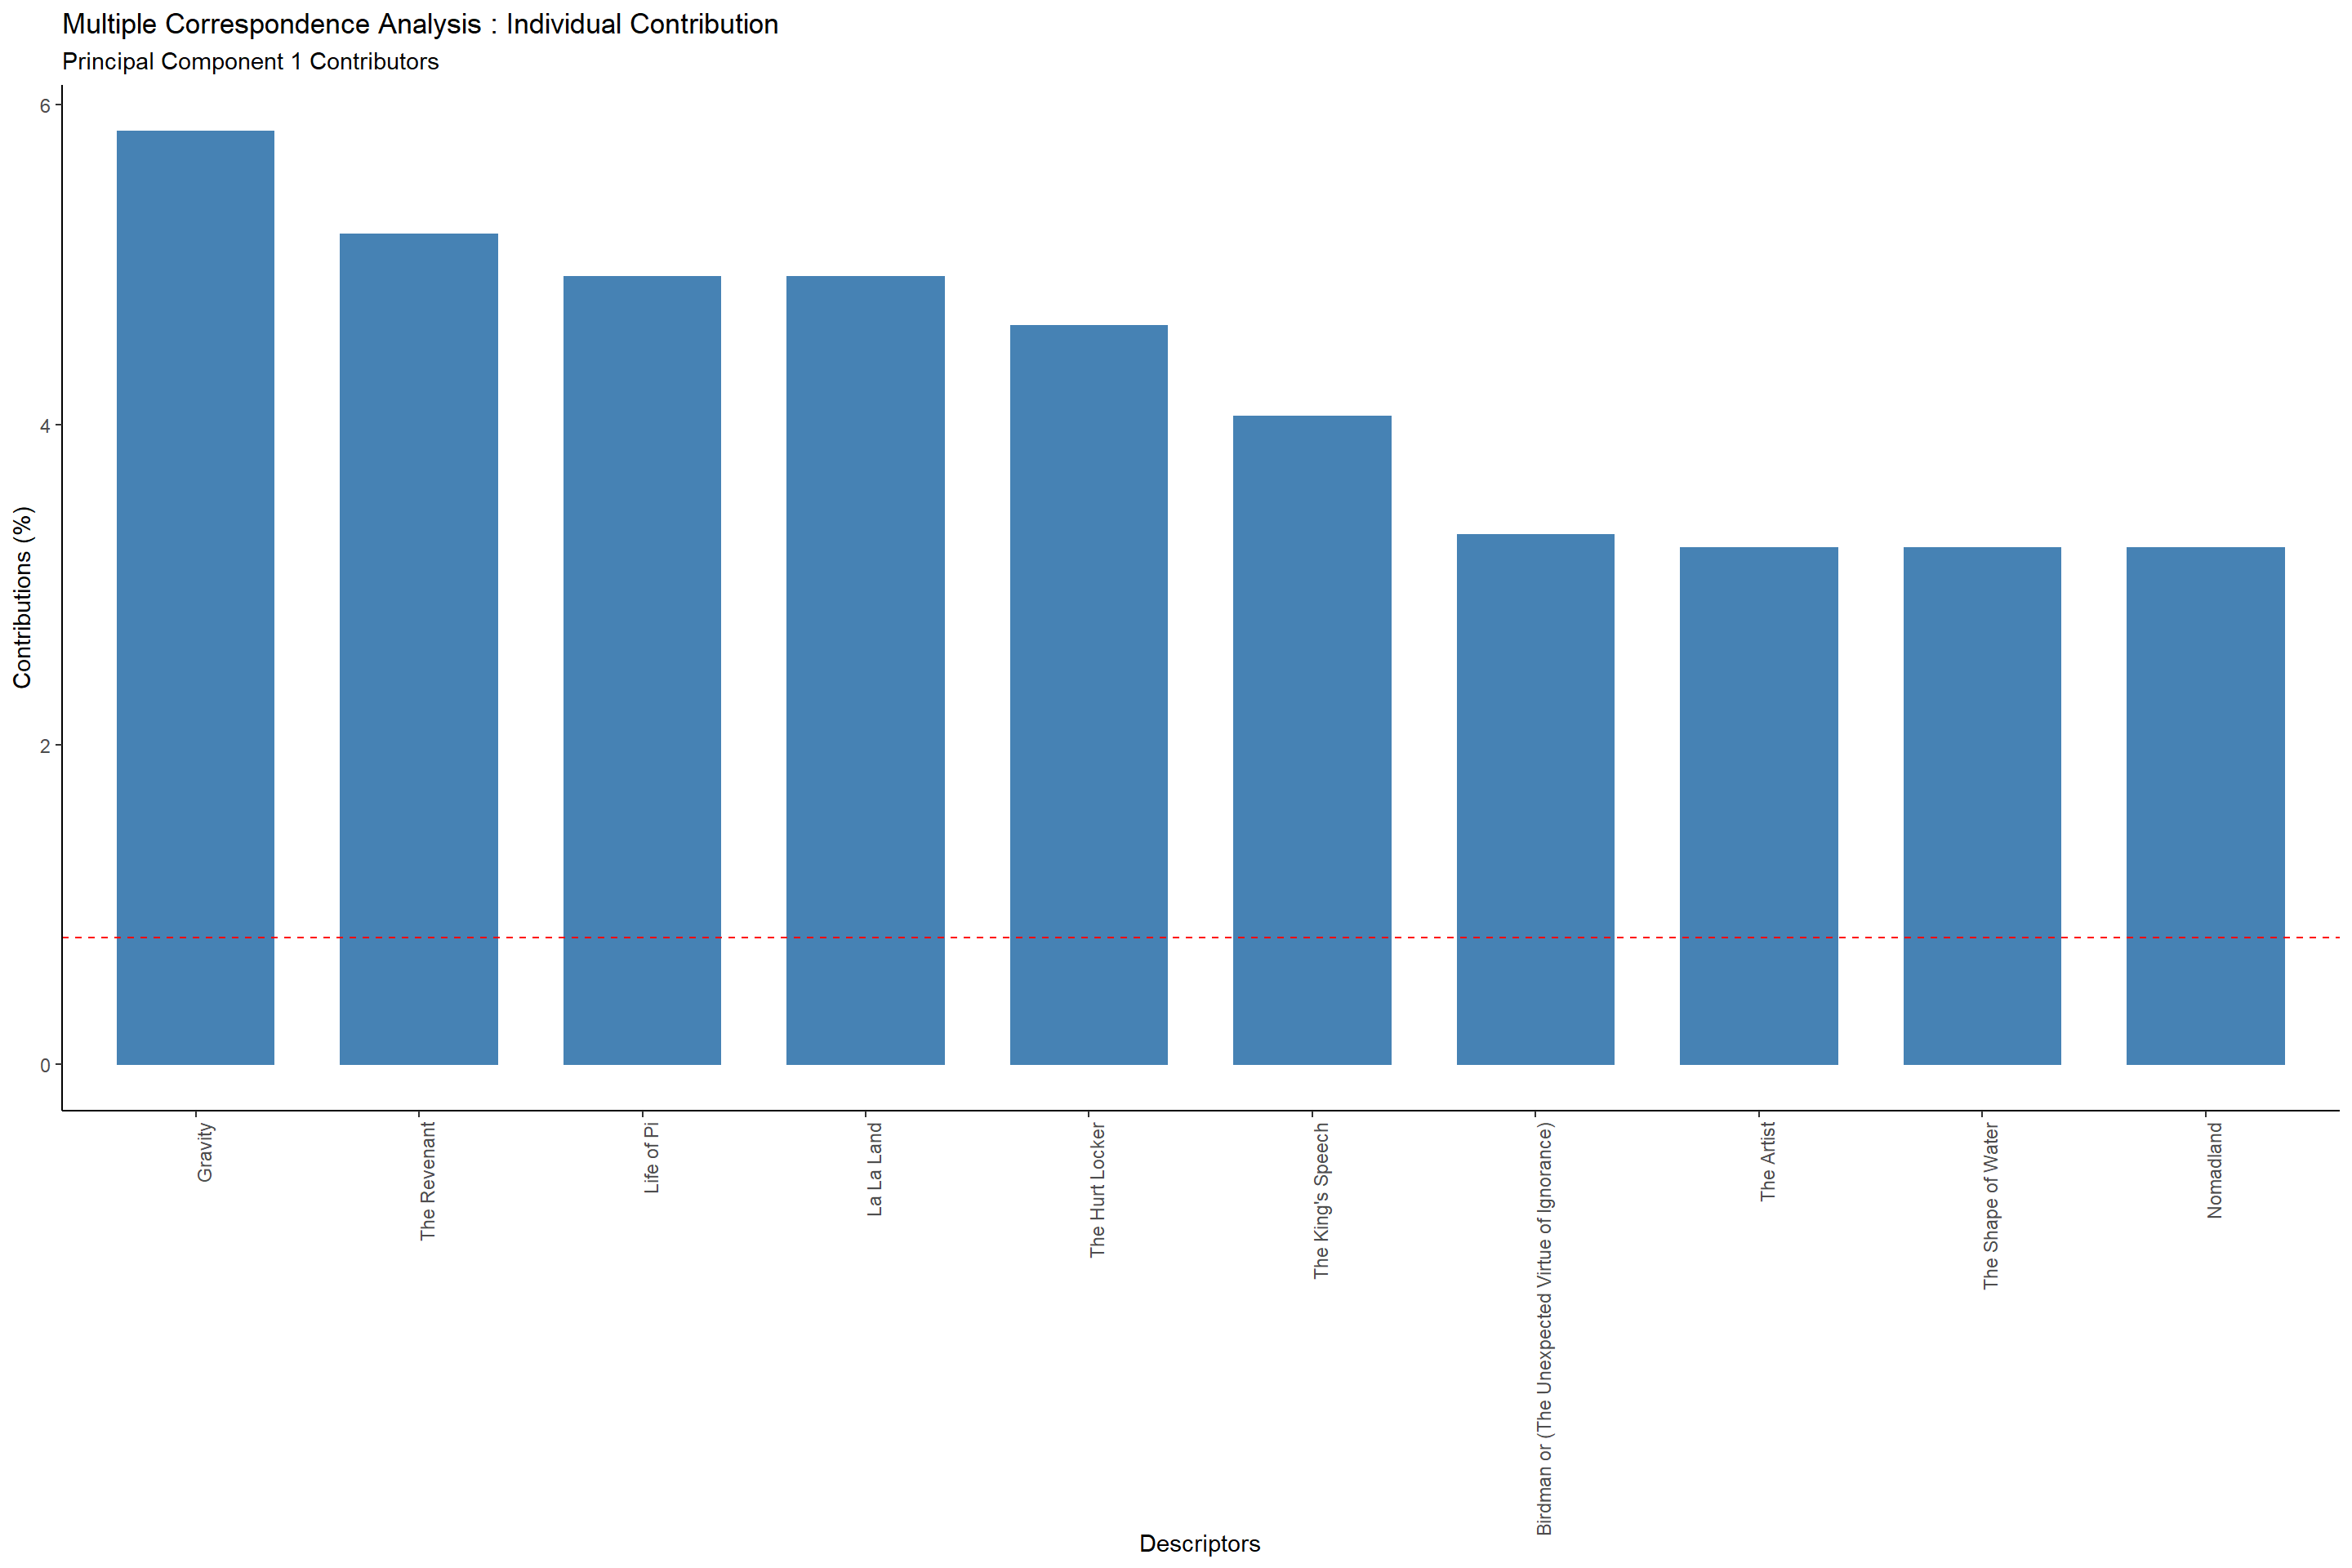 Multiple Correspondence Analysis : Individual Contribution
Principal Component 1 Contributors
Contributions (%)
6
4
2
0
Gravity
The Revenant
Life of Pi
La La Land
The Hurt Locker
The King's Speech
Birdman or (The Unexpected Virtue of Ignorance)
The Artist
The Shape of Water
Nomadland
Descriptors